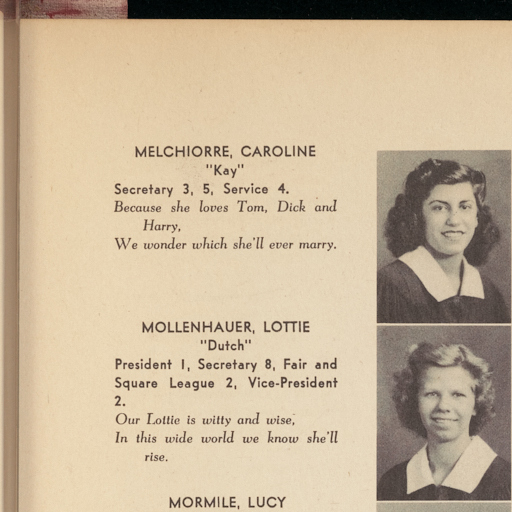 MELCHIORRE, CAROLINE
"Kay"
Secretary 3, 5, Service 4.
Because she loves Tom, Dick and
Harry,
We wonder which she'll ever marry.
MOLLENHAUER, LOTTIE
"Dutch"
President 1, Secretary 8, Fair and
Square League 2, Vice-President
2.
Our Lottie is witty and wise,
In this wide world we know she'll
rise.
MORMILE, LUCY